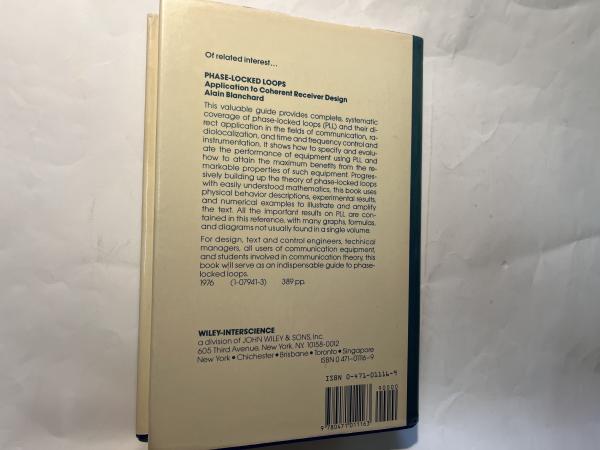 Of related interest...
PHASE-LOCKED LOOPS
Application to Coherent Receiver Design
Alain Blanchard
This valuable guide provides complete, systematic
coverage of phase-locked loops (PLL) and their di-
rect application in the fields of communication, ra-
diolocalization, and time and frequency control and
instrumentation. It shows how to specify and evalu-
ate the performance of equipment using PLL and
how to attain the maximum benefits from the re-
markable properties of such equipment. Progres-
sively building up the theory of phase-locked loops
with easily understood mathematics, this book uses
physical behavior descriptions, experimental results,
and numerical examples to illustrate and amplify
the text. All the important results on PLL are con-
tained in this reference, with many graphs, formulas,
and diagrams not usually found in a single volume.
For design, text and control engineers, technical
managers, all users of communication equipment,
and students involved in communication theory, this
book will serve as an indispensable guide to phase-
locked loops.
1976 (1-07941-3) 389 pp.
WILEY-INTERSCIENCE
a division of JOHN WILEY & SONS, Inc.
605 Third Avenue, New York, N.Y. 10158-0012
New York • Chichester • Brisbane • Toronto • Singapore
ISBN 0 471-01116-9
ISBN 0-471-01116-9
90000
9 780471 011163